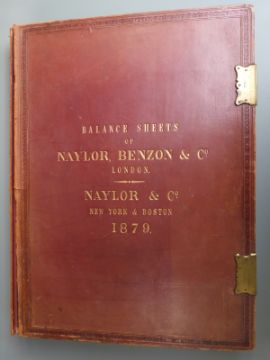 BALANCE SHEETS
OF
NAYLOR, BENZON & Cº
LONDON.
NAYLOR & Cº
NEW YORK & BOSTON
1879.